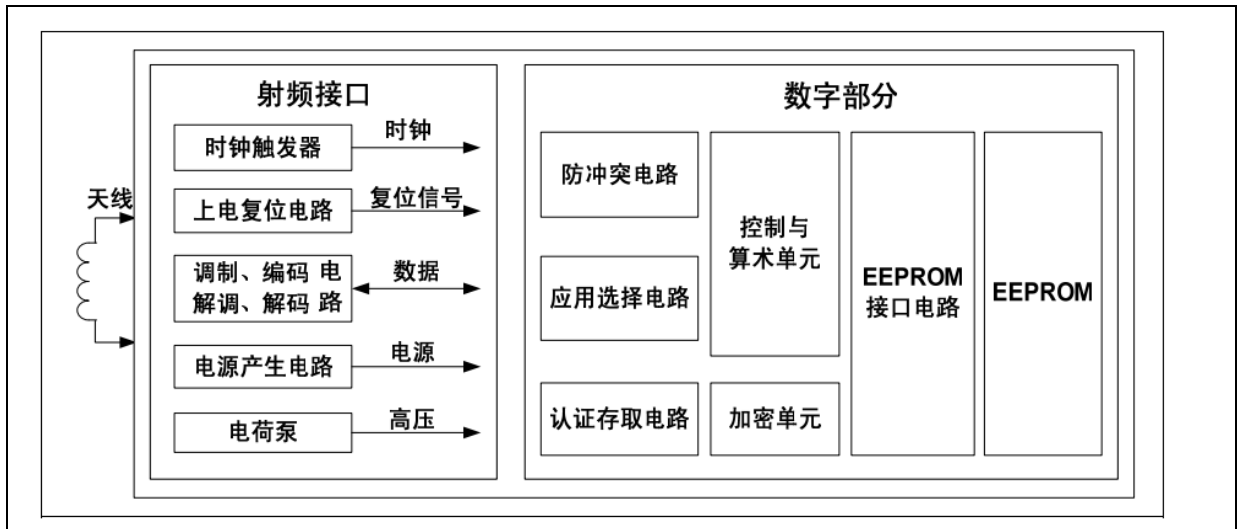 射频接口
时钟触发器
时钟
上电复位电路
复位信号
天线
调制、编码 电
解调、解码 路
数据
电源产生电路
电源
电荷泵
高压
数字部分
防冲突电路
应用选择电路
认证存取电路
控制与
算术单元
加密单元
EEPROM
接口电路
EEPROM